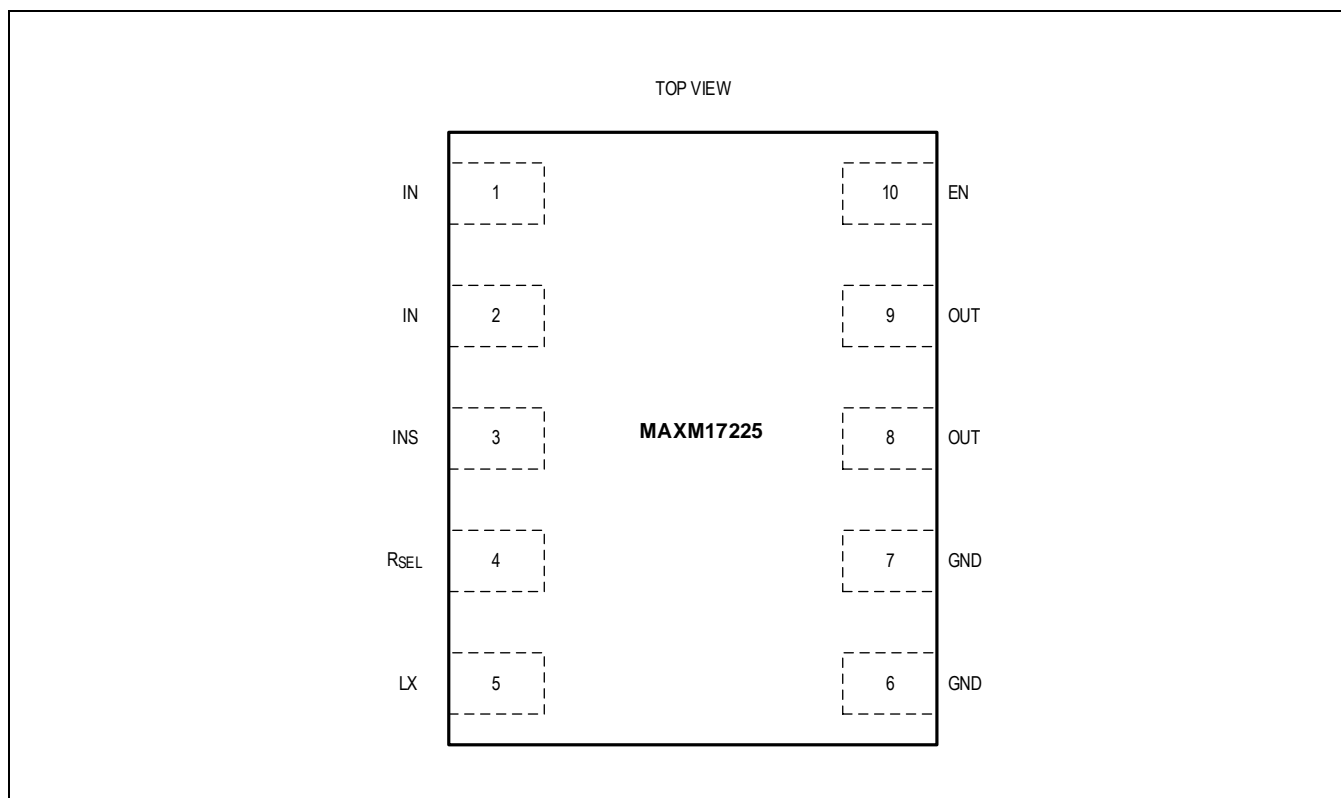 TOP VIEW
IN 1 10 EN
IN 2 9 OUT
INS 3 MAXM17225 8 OUT
RSEL 4 7 GND
LX 5 6 GND